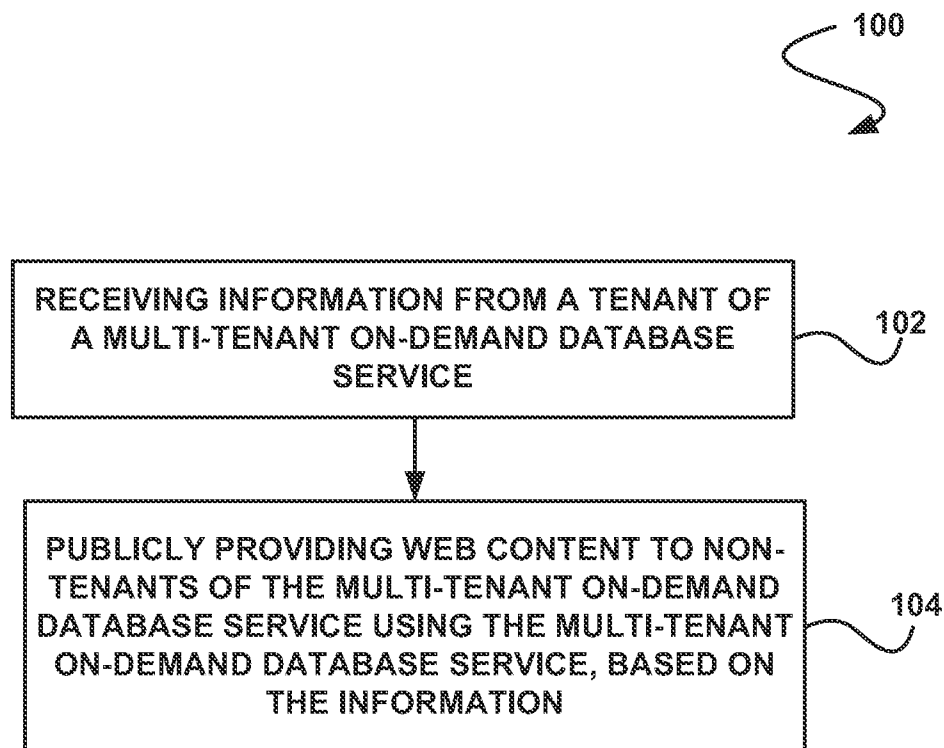 100
RECEIVING INFORMATION FROM A TENANT OF
A MULTI-TENANT ON-DEMAND DATABASE
SERVICE
102
PUBLICLY PROVIDING WEB CONTENT TO NON-
TENANTS OF THE MULTI-TENANT ON-DEMAND
DATABASE SERVICE USING THE MULTI-TENANT
ON-DEMAND DATABASE SERVICE, BASED ON
THE INFORMATION
104